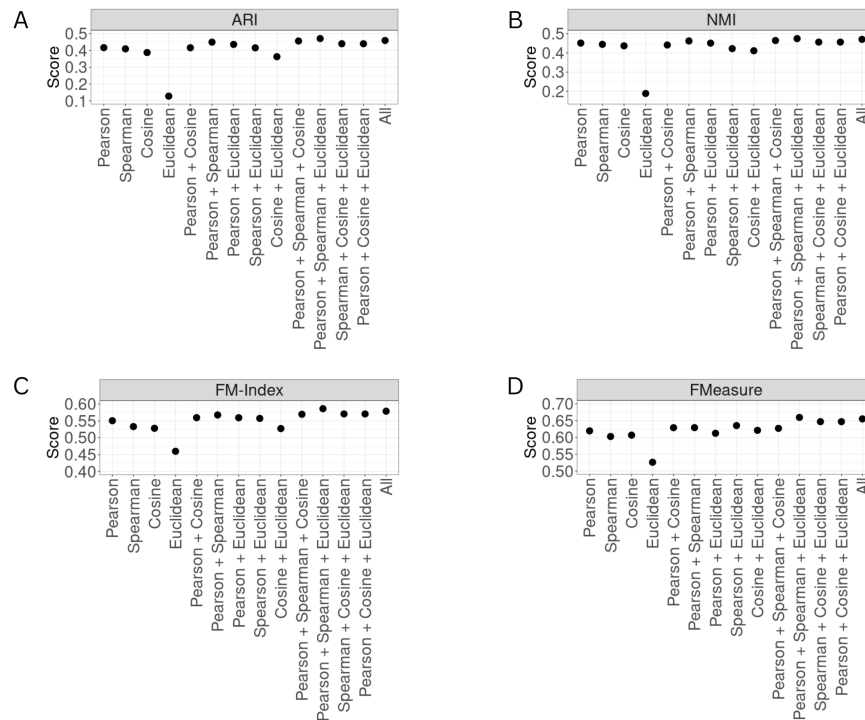 A
ARI
Score
0.5
0.4
0.3
0.2
0.1
Pearson
Spearman
Cosine
Euclidean
Pearson + Cosine
Pearson + Spearman
Pearson + Euclidean
Spearson + Euclidean
Cosine + Euclidean
Pearson + Spearman + Cosine
Pearson + Spearman + Euclidean
Spearman + Cosine + Euclidean
Pearson + Cosine + Euclidean
All
B
NMI
Score
0.5
0.4
0.3
0.2
Pearson
Spearman
Cosine
Euclidean
Pearson + Cosine
Pearson + Spearman
Pearson + Euclidean
Spearson + Euclidean
Cosine + Euclidean
Pearson + Spearman + Cosine
Pearson + Spearman + Euclidean
Spearman + Cosine + Euclidean
Pearson + Cosine + Euclidean
All
C
FM-Index
Score
0.60
0.55
0.50
0.45
0.40
Pearson
Spearman
Cosine
Euclidean
Pearson + Cosine
Pearson + Spearman
Pearson + Euclidean
Spearson + Euclidean
Cosine + Euclidean
Pearson + Spearman + Cosine
Pearson + Spearman + Euclidean
Spearman + Cosine + Euclidean
Pearson + Cosine + Euclidean
All
D
FMeasure
Score
0.70
0.65
0.60
0.55
0.50
Pearson
Spearman
Cosine
Euclidean
Pearson + Cosine
Pearson + Spearman
Pearson + Euclidean
Spearson + Euclidean
Cosine + Euclidean
Pearson + Spearman + Cosine
Pearson + Spearman + Euclidean
Spearman + Cosine + Euclidean
Pearson + Cosine + Euclidean
All